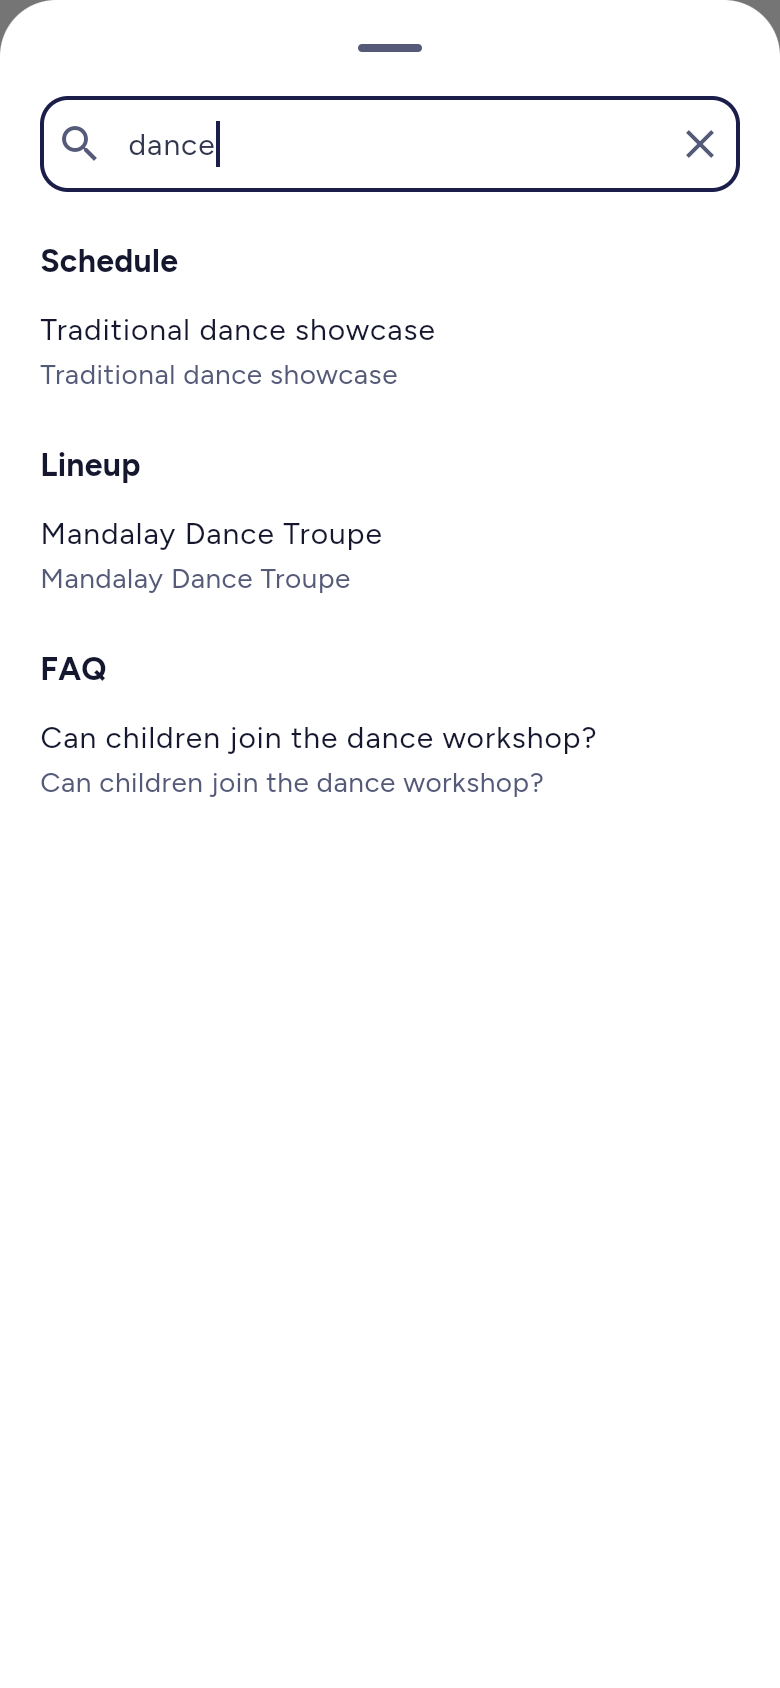 dance
Schedule
Traditional dance showcase
Traditional dance showcase
Lineup
Mandalay Dance Troupe
Mandalay Dance Troupe
FAQ
Can children join the dance workshop?
Can children join the dance workshop?